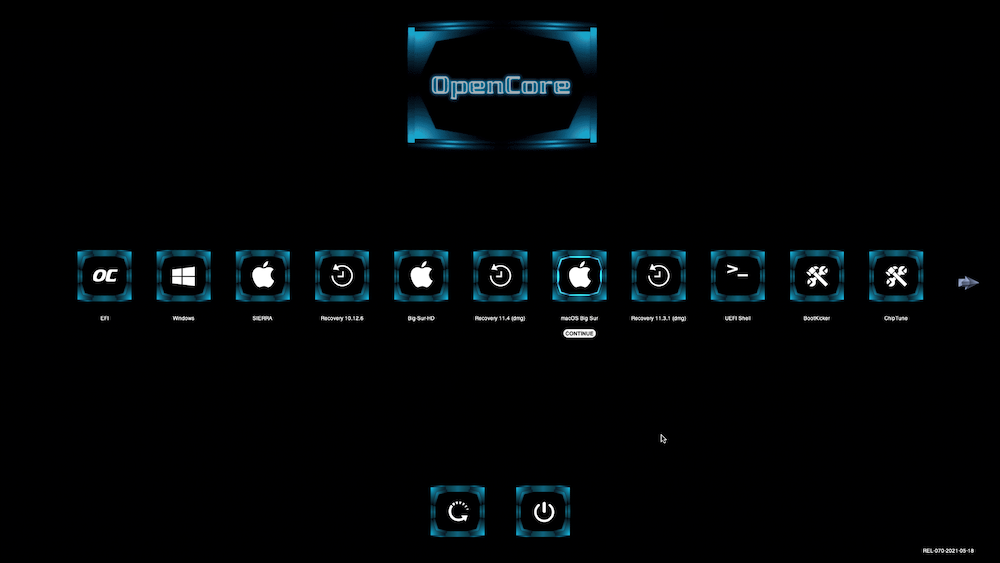 OpenCore
OC
>_
EFI
Windows
SIERRA
Recovery 10.12.6
Big-Sur-HD
Recovery 11.4 (dmg)
macOS Big Sur
Recovery 11.3.1 (dmg)
UEFI Shell
BootKicker
ChipTune
CONTINUE
REL-070-2021-05-18